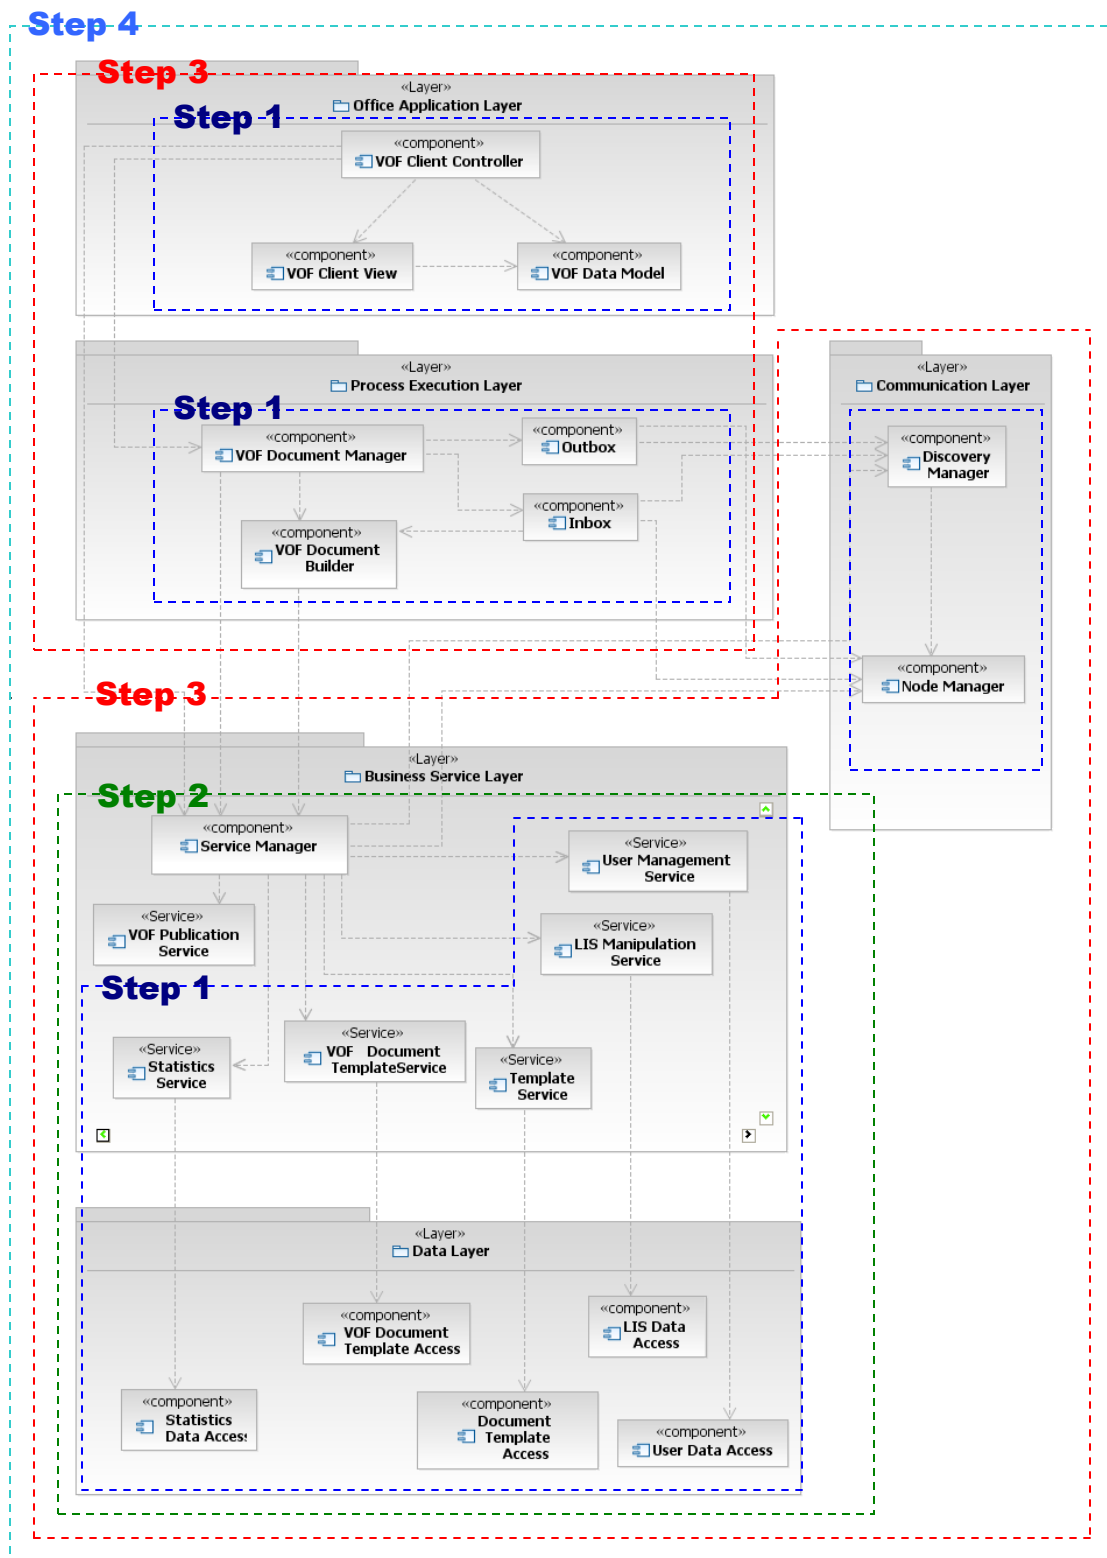 Step 4
Step 3
«Layer»
Office Application Layer
Step 1
«component»
VOF Client Controller
«component»
VOF Client View
«component»
VOF Data Model
«Layer»
Process Execution Layer
Step 1
«component»
VOF Document Manager
«component»
Outbox
«component»
Inbox
«component»
VOF Document
Builder
«Layer»
Communication Layer
«component»
Discovery
Manager
«component»
Node Manager
Step 3
«Layer»
Business Service Layer
Step 2
«component»
Service Manager
«Service»
User Management
Service
«Service»
VOF Publication
Service
«Service»
LIS Manipulation
Service
Step 1
«Service»
Statistics
Service
«Service»
VOF Document
TemplateService
«Service»
Template
Service
«Layer»
Data Layer
«component»
VOF Document
Template Access
«component»
LIS Data
Access
«component»
Statistics
Data Access
«component»
Document
Template
Access
«component»
User Data Access